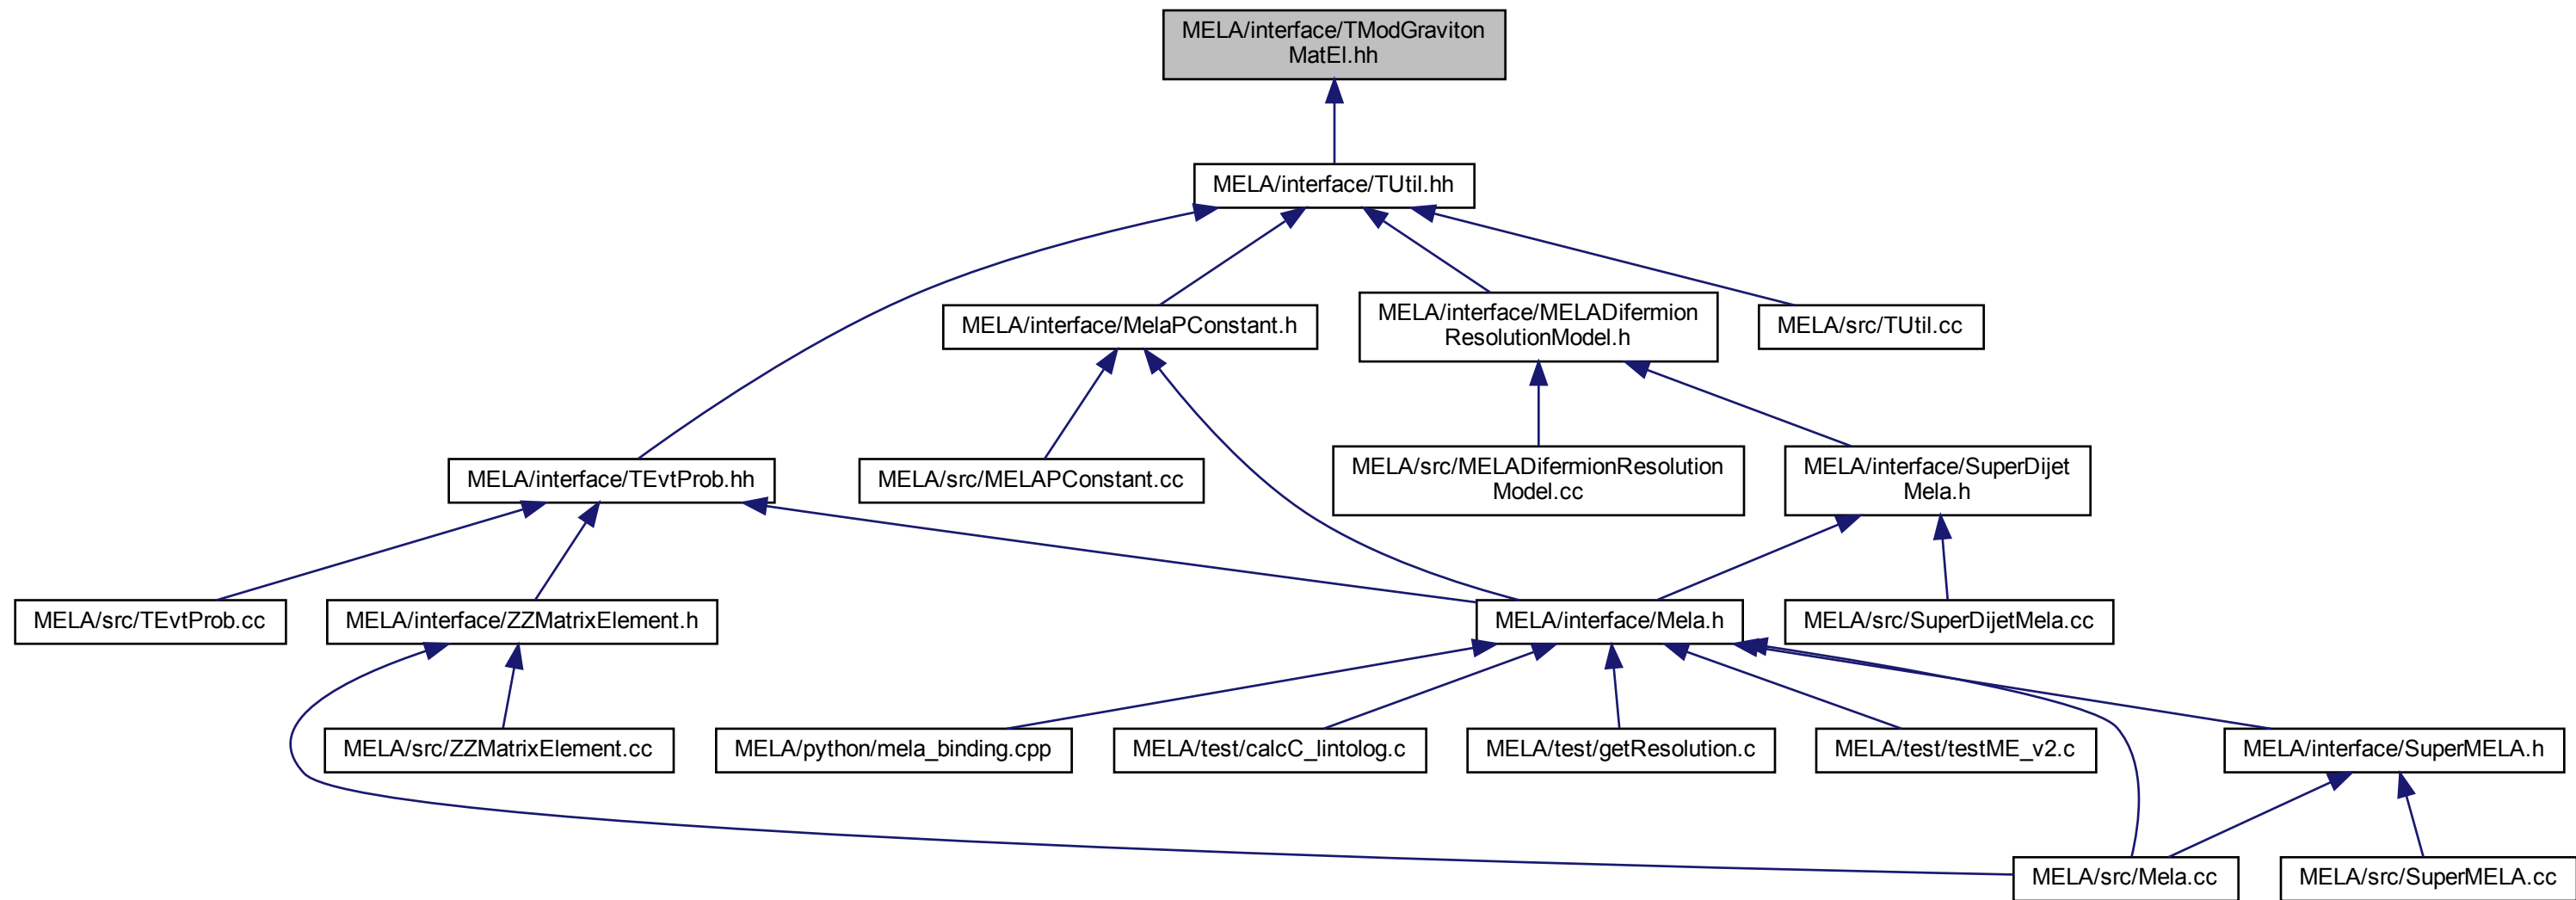 MELA/interface/TModGraviton
MatEl.hh
MELA/interface/TUtil.hh
MELA/interface/MelaPConstant.h
MELA/interface/MELADifermion
ResolutionModel.h
MELA/src/TUtil.cc
MELA/interface/TEvtProb.hh
MELA/src/MELAPConstant.cc
MELA/src/MELADifermionResolution
Model.cc
MELA/interface/SuperDijet
Mela.h
MELA/src/TEvtProb.cc
MELA/interface/ZZMatrixElement.h
MELA/interface/Mela.h
MELA/src/SuperDijetMela.cc
MELA/src/ZZMatrixElement.cc
MELA/python/mela_binding.cpp
MELA/test/calcC_lintolog.c
MELA/test/getResolution.c
MELA/test/testME_v2.c
MELA/interface/SuperMELA.h
MELA/src/Mela.cc
MELA/src/SuperMELA.cc